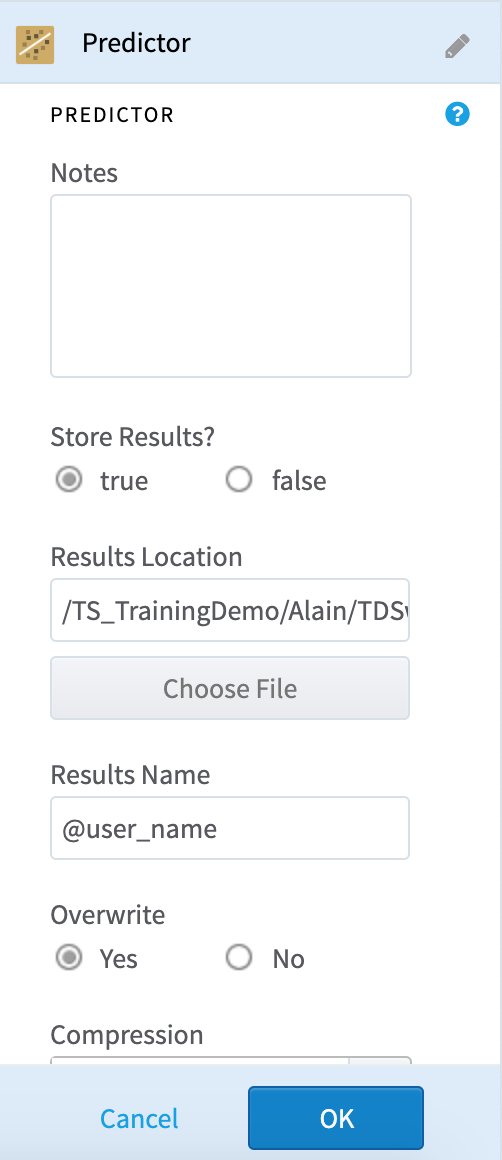 Predictor
PREDICTOR
?
Notes
Store Results?
true false
Results Location
/TS_TrainingDemo/Alain/TDS
Choose File
Results Name
@user_name
Overwrite
Yes No
Compression
Cancel OK